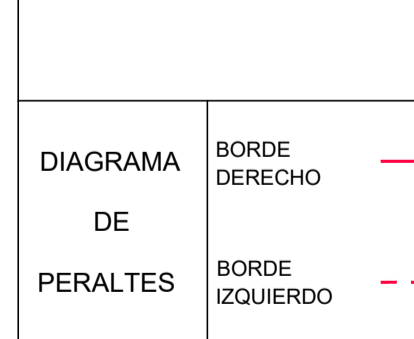 DIAGRAMA
DE
PERALTES
BORDE
DERECHO
BORDE
IZQUIERDO